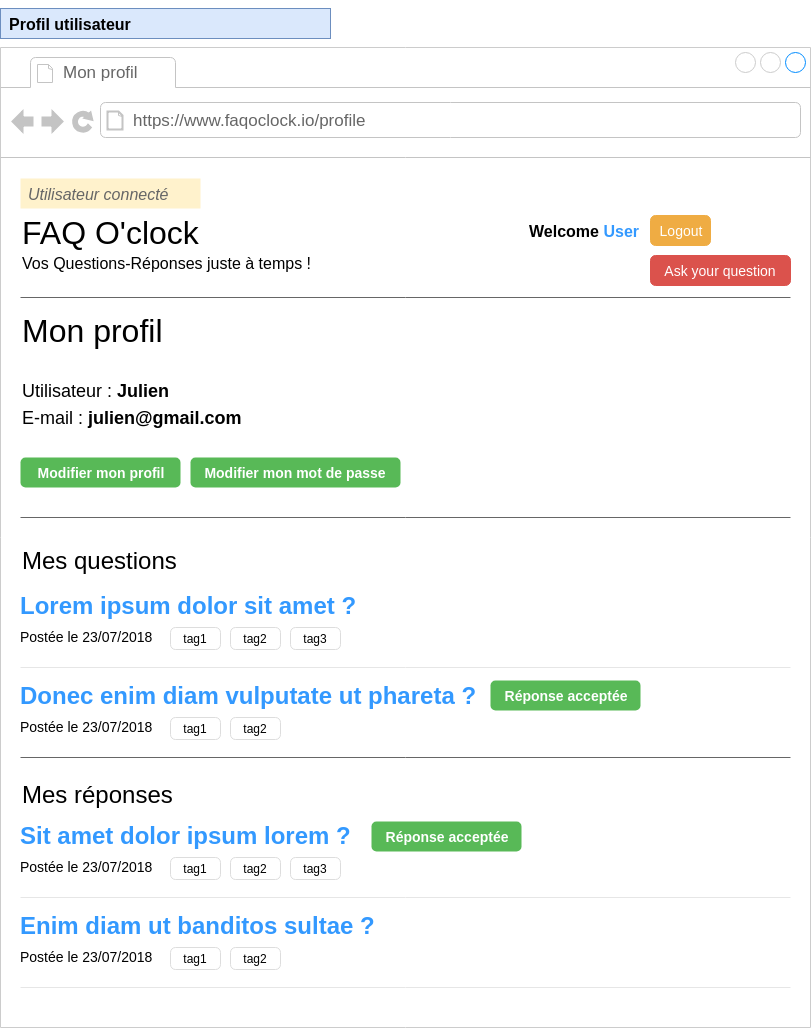 Profil utilisateur
Mon profil
https://www.faqoclock.io/profile
Utilisateur connecté
FAQ O'clock
Welcome User Logout
Vos Questions-Réponses juste à temps !
Ask your question
Mon profil
Utilisateur : Julien
E-mail : julien@gmail.com
Modifier mon profil Modifier mon mot de passe
Mes questions
Lorem ipsum dolor sit amet ?
Postée le 23/07/2018 tag1 tag2 tag3
Donec enim diam vulputate ut phareta ? Réponse acceptée
Postée le 23/07/2018 tag1 tag2
Mes réponses
Sit amet dolor ipsum lorem ? Réponse acceptée
Postée le 23/07/2018 tag1 tag2 tag3
Enim diam ut banditos sultae ?
Postée le 23/07/2018 tag1 tag2